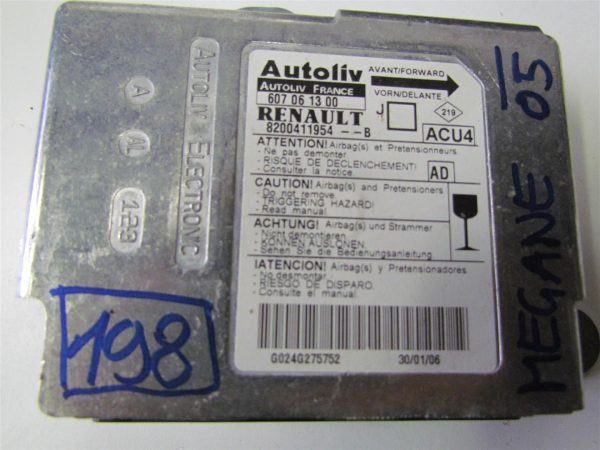 Autoliv
AUTOLIV FRANCE
607 06 13 00
RENAULT
8200411954 --B
AVANT/FORWARD
VORN/DELANTE
J
219
ACU4
ATTENTION! Airbag(s) et Pretensionneurs
- Ne pas demonter
- RISQUE DE DECLENCHEMENT!
- Consulter la notice.
AD
CAUTION! Airbag(s) and Pretensioners
- Do not remove.
- TRIGGERING HAZARD!
- Read manual
ACHTUNG! Airbag(s) und Strammer
- Nicht demontieren
- KONNEN AUSLONEN.
- Sehen Sie die Bedienungsanleitung
IATENCION! Airbag(s) y Pretensionadores
- No desmontar
- RIESGO DE DISPARO.
- Consulte el manual.
G024G275752 30/01/06
AUTOLIV ELECTRONIC
A
AL
198
MEGANE 05